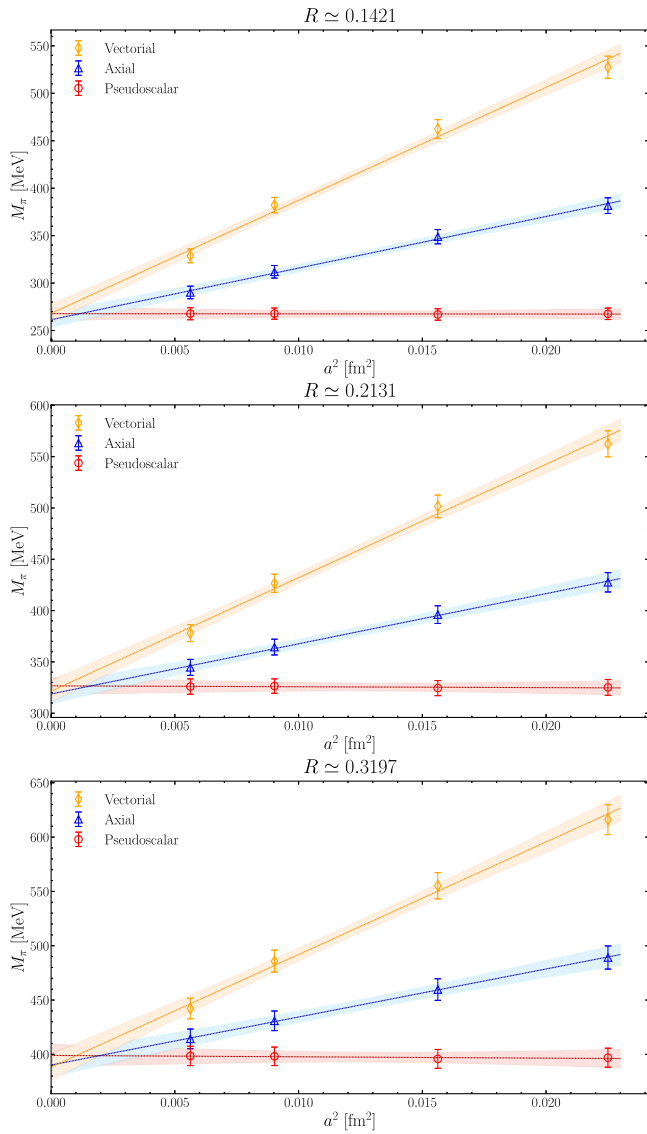 R ≃ 0.1421
Vectorial
Axial
Pseudoscalar
M_π [MeV]
550
500
450
400
350
300
250
0.000 0.005 0.010 0.015 0.020
a² [fm²]
R ≃ 0.2131
Vectorial
Axial
Pseudoscalar
M_π [MeV]
600
550
500
450
400
350
300
0.000 0.005 0.010 0.015 0.020
a² [fm²]
R ≃ 0.3197
Vectorial
Axial
Pseudoscalar
M_π [MeV]
650
600
550
500
450
400
0.000 0.005 0.010 0.015 0.020
a² [fm²]